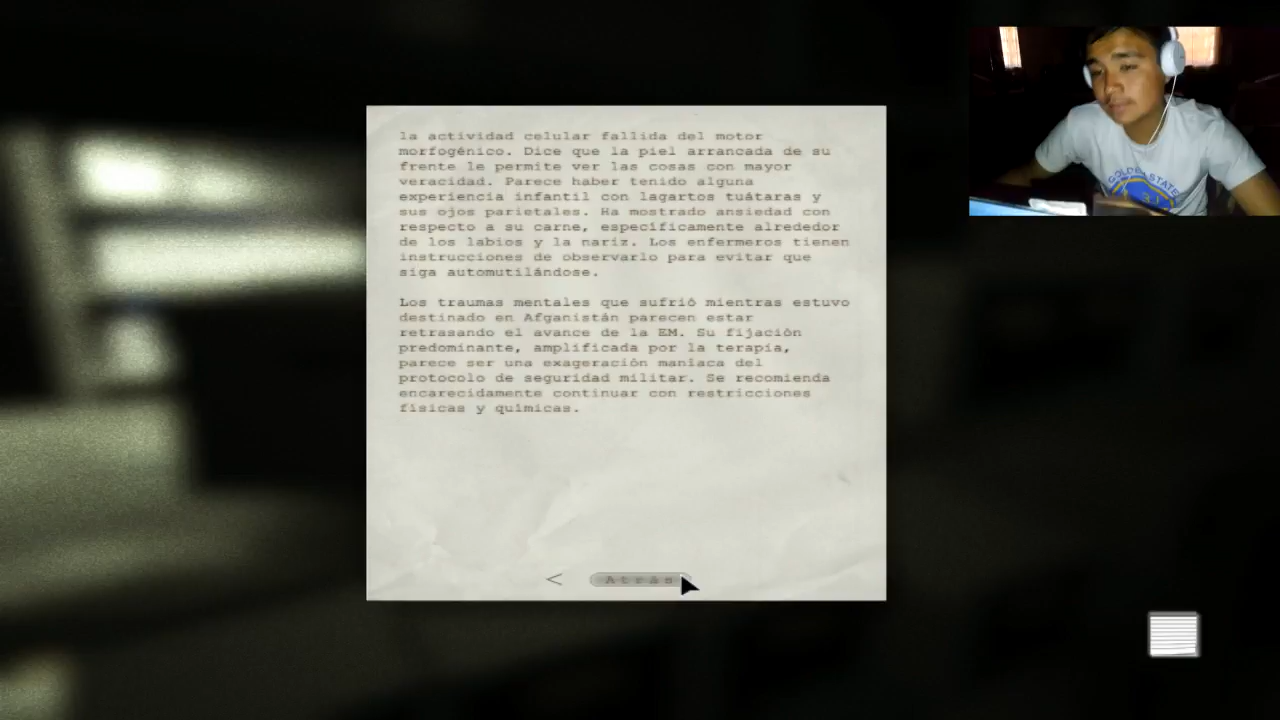 la actividad celular fallida del motor
morfogénico. Dice que la piel arrancada de su
frente le permite ver las cosas con mayor
veracidad. Parece haber tenido alguna
experiencia infantil con lagartos tuátaras y
sus ojos parietales. Ha mostrado ansiedad con
respecto a su carne, específicamente alrededor
de los labios y la nariz. Los enfermeros tienen
instrucciones de observarlo para evitar que
siga automutilándose.
Los traumas mentales que sufrió mientras estuvo
destinado en Afganistán parecen estar
retrasando el avance de la EM. Su fijación
predominante, amplificada por la terapia,
parece ser una exageración maníaca del
protocolo de seguridad militar. Se recomienda
encarecidamente continuar con restricciones
físicas y químicas.
< Atrás
GOLDEN STATE